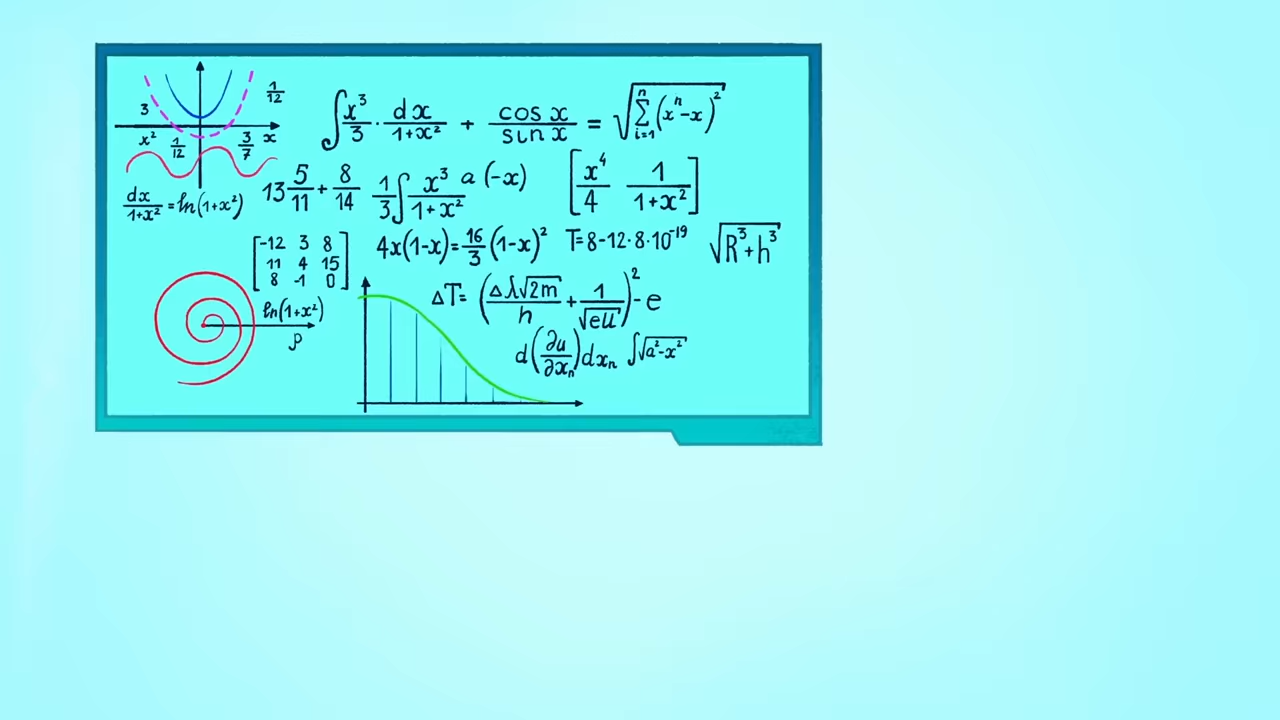 3 1/12
x² 1/12 3/7 x
∫ x³/3 · dx/1+x² + cos x/sin x = √∑ⁿᵢ₌₁(xⁿ-x)²
dx/1+x² = ln(1+x²)
13 5/11 + 8/14
1/3 ∫ x³/1+x² a(-x)
[x⁴/4 1/1+x²]
[-12 3 8
11 4 15
8 -1 0]
4x(1-x)=16/3(1-x)²
T=8-12·8·10⁻¹⁹
√R³+h³
ln(1+x²)
ρ
ΔT=(Δλ√2m/h + 1/√eU)²-e
d(∂u/∂xₙ)dxₙ ∫√a²-x²